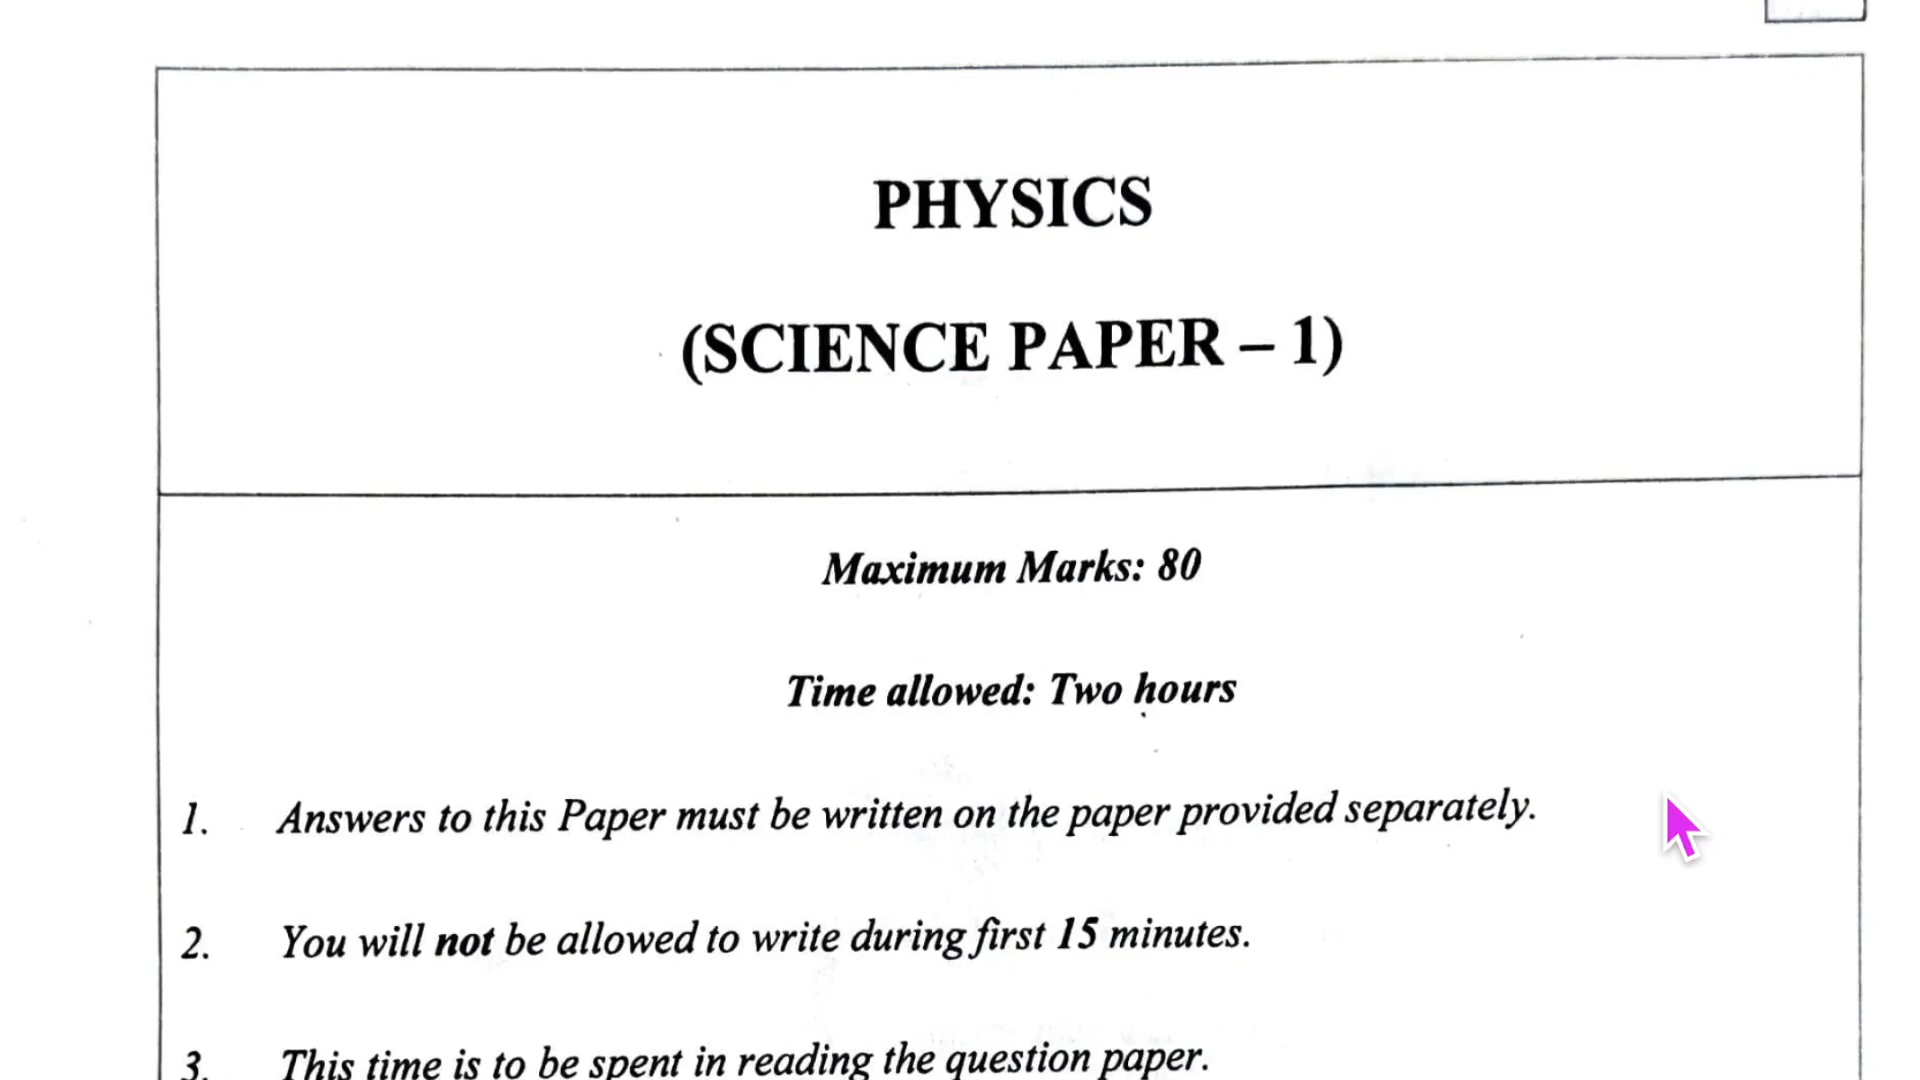 PHYSICS
(SCIENCE PAPER – 1)
Maximum Marks: 80
Time allowed: Two hours
1. Answers to this Paper must be written on the paper provided separately.
2. You will not be allowed to write during first 15 minutes.
3. This time is to be spent in reading the question paper.